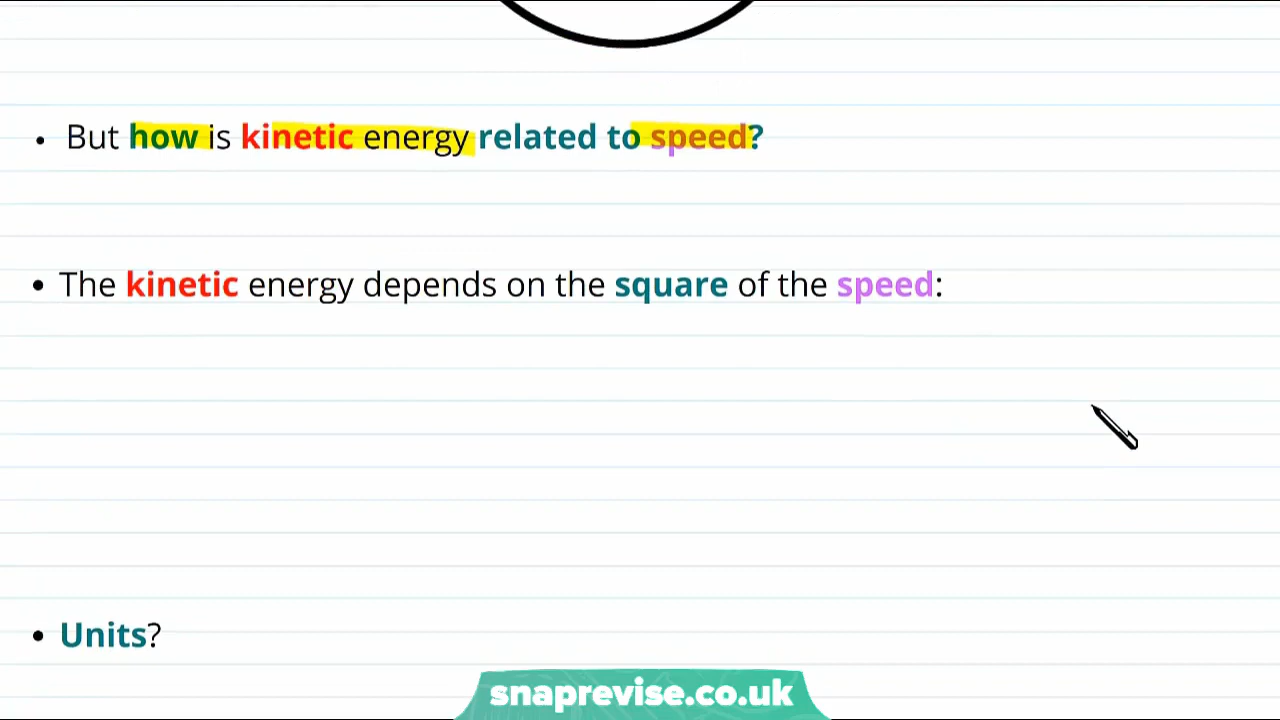 • But how is kinetic energy related to speed?
• The kinetic energy depends on the square of the speed:
• Units?
snaprevise.co.uk